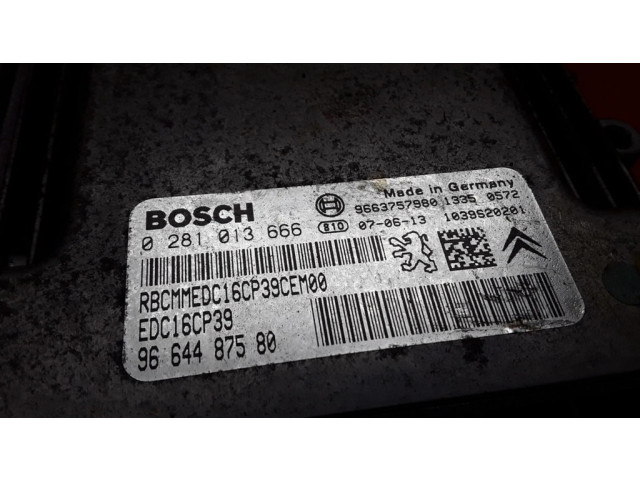 BOSCH
0 281 013 666
Made in Germany
9663757980 1335 0572
810 07-06-13 1039S20201
RBCMMEDC16CP39CEM00
EDC16CP39
96 644 875 80